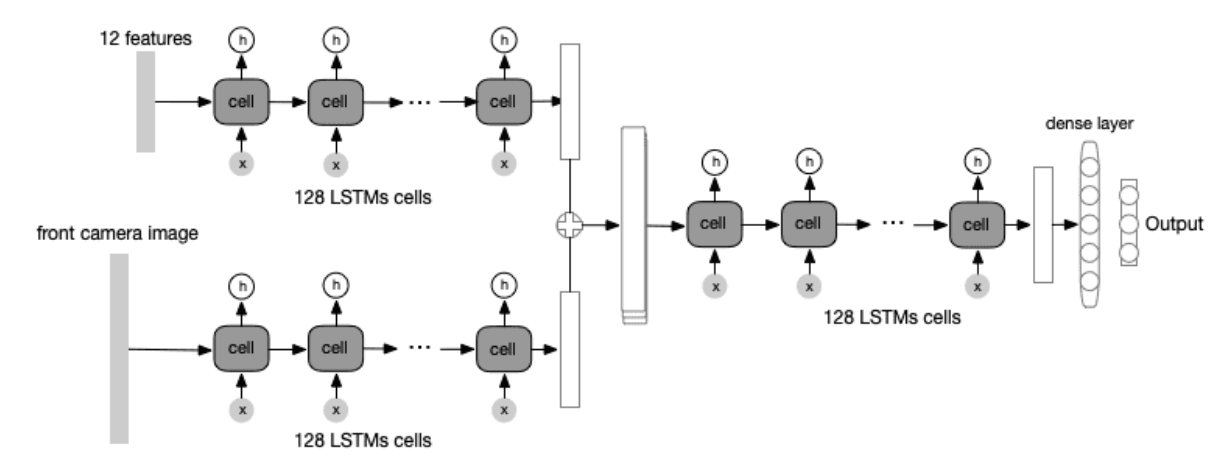 12 features
h
h
h
cell
cell
...
cell
x
x
x
128 LSTMs cells
front camera image
h
h
h
cell
cell
...
cell
x
x
x
128 LSTMs cells
h
h
h
cell
cell
...
cell
x
x
x
128 LSTMs cells
dense layer
Output